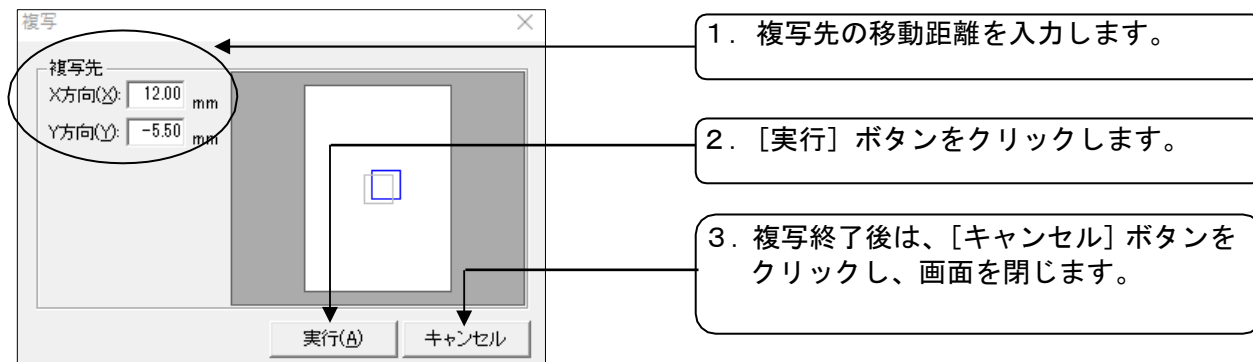 複写
複写先
X方向(X): 12.00 mm
Y方向(Y): -5.50 mm
実行(A)
キャンセル
1. 複写先の移動距離を入力します。
2. [実行] ボタンをクリックします。
3. 複写終了後は、[キャンセル] ボタンを
クリックし、画面を閉じます。